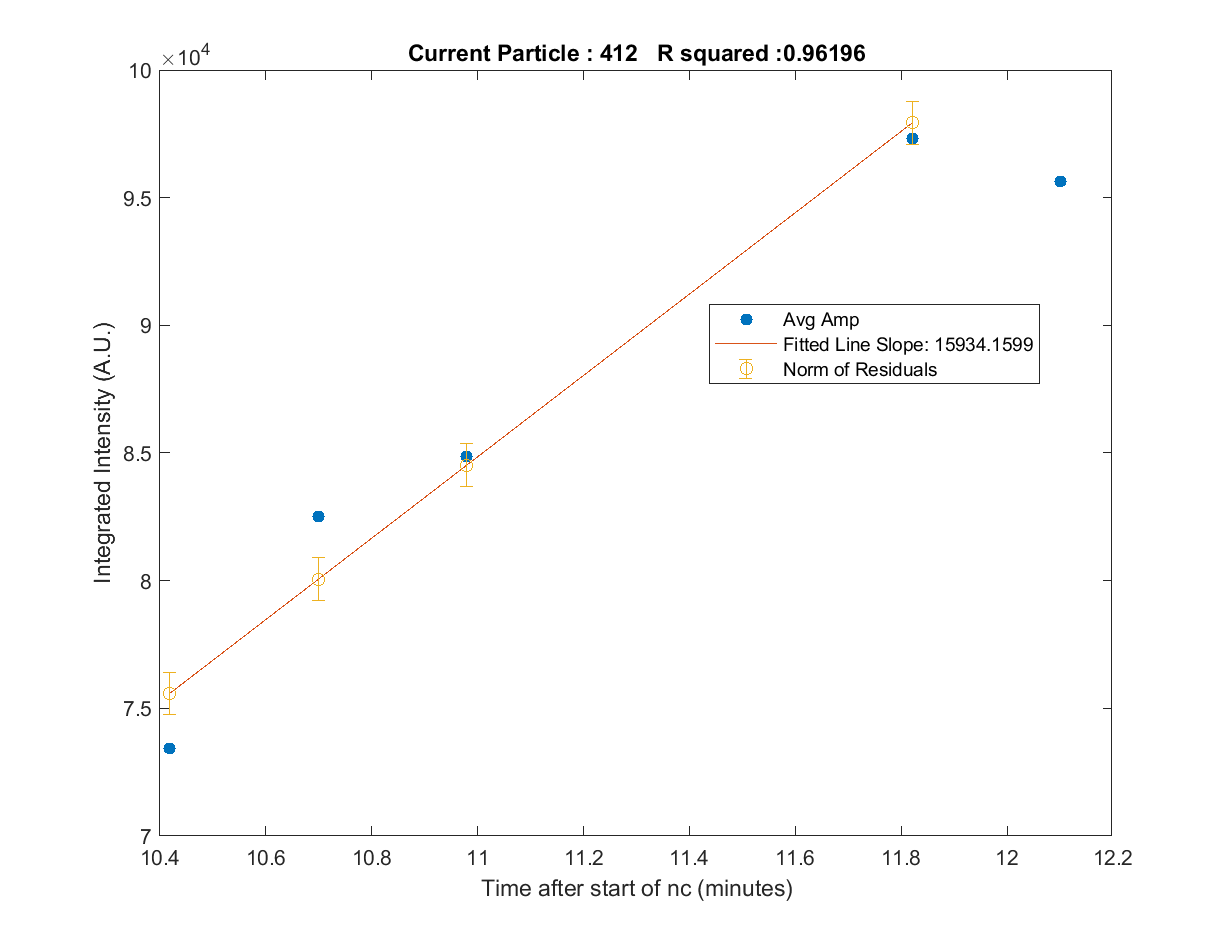 Current Particle : 412   R squared :0.96196
×10^4
10
9.5
9
8.5
8
7.5
7
Integrated Intensity (A.U.)
Avg Amp
Fitted Line Slope: 15934.1599
Norm of Residuals
10.4 10.6 10.8 11 11.2 11.4 11.6 11.8 12 12.2
Time after start of nc (minutes)